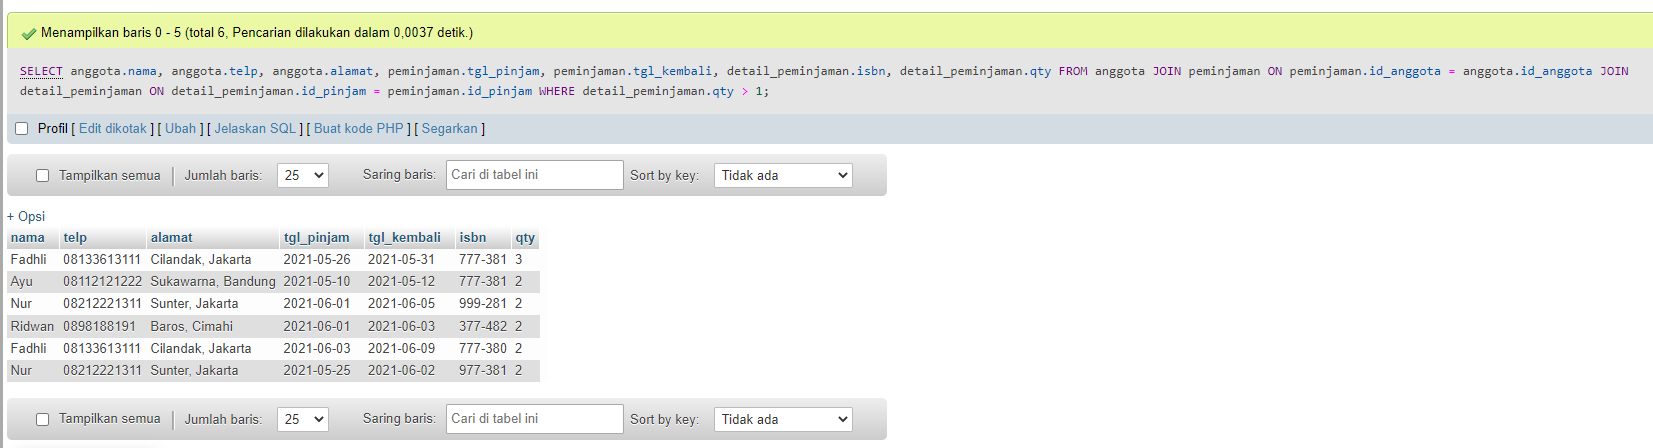 Menampilkan baris 0 - 5 (total 6, Pencarian dilakukan dalam 0,0037 detik.)
SELECT anggota.nama, anggota.telp, anggota.alamat, peminjaman.tgl_pinjam, peminjaman.tgl_kembali, detail_peminjaman.isbn, detail_peminjaman.qty FROM anggota JOIN peminjaman ON peminjaman.id_anggota = anggota.id_anggota JOIN
detail_peminjaman ON detail_peminjaman.id_pinjam = peminjaman.id_pinjam WHERE detail_peminjaman.qty > 1;
Profil [ Edit dikotak ] [ Ubah ] [ Jelaskan SQL ] [ Buat kode PHP ] [ Segarkan ]
Tampilkan semua | Jumlah baris: 25 Saring baris: Cari di tabel ini Sort by key: Tidak ada
+ Opsi
nama telp alamat tgl_pinjam tgl_kembali isbn qty
Fadhli 08133613111 Cilandak, Jakarta 2021-05-26 2021-05-31 777-381 3
Ayu 08112121222 Sukawarna, Bandung 2021-05-10 2021-05-12 777-381 2
Nur 08212221311 Sunter, Jakarta 2021-06-01 2021-06-05 999-281 2
Ridwan 0898188191 Baros, Cimahi 2021-06-01 2021-06-03 377-482 2
Fadhli 08133613111 Cilandak, Jakarta 2021-06-03 2021-06-09 777-380 2
Nur 08212221311 Sunter, Jakarta 2021-05-25 2021-06-02 977-381 2
Tampilkan semua | Jumlah baris: 25 Saring baris: Cari di tabel ini Sort by key: Tidak ada